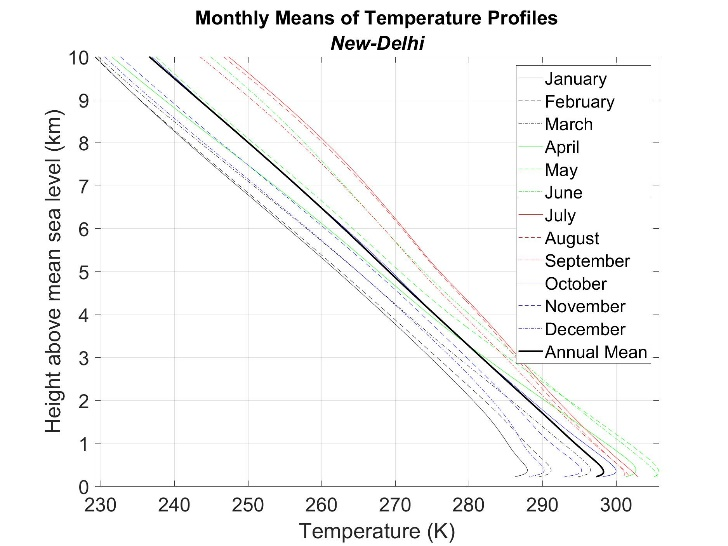 Monthly Means of Temperature Profiles
New-Delhi
Height above mean sea level (km)
10
9
8
7
6
5
4
3
2
1
0
230 240 250 260 270 280 290 300
Temperature (K)
January
February
March
April
May
June
July
August
September
October
November
December
Annual Mean